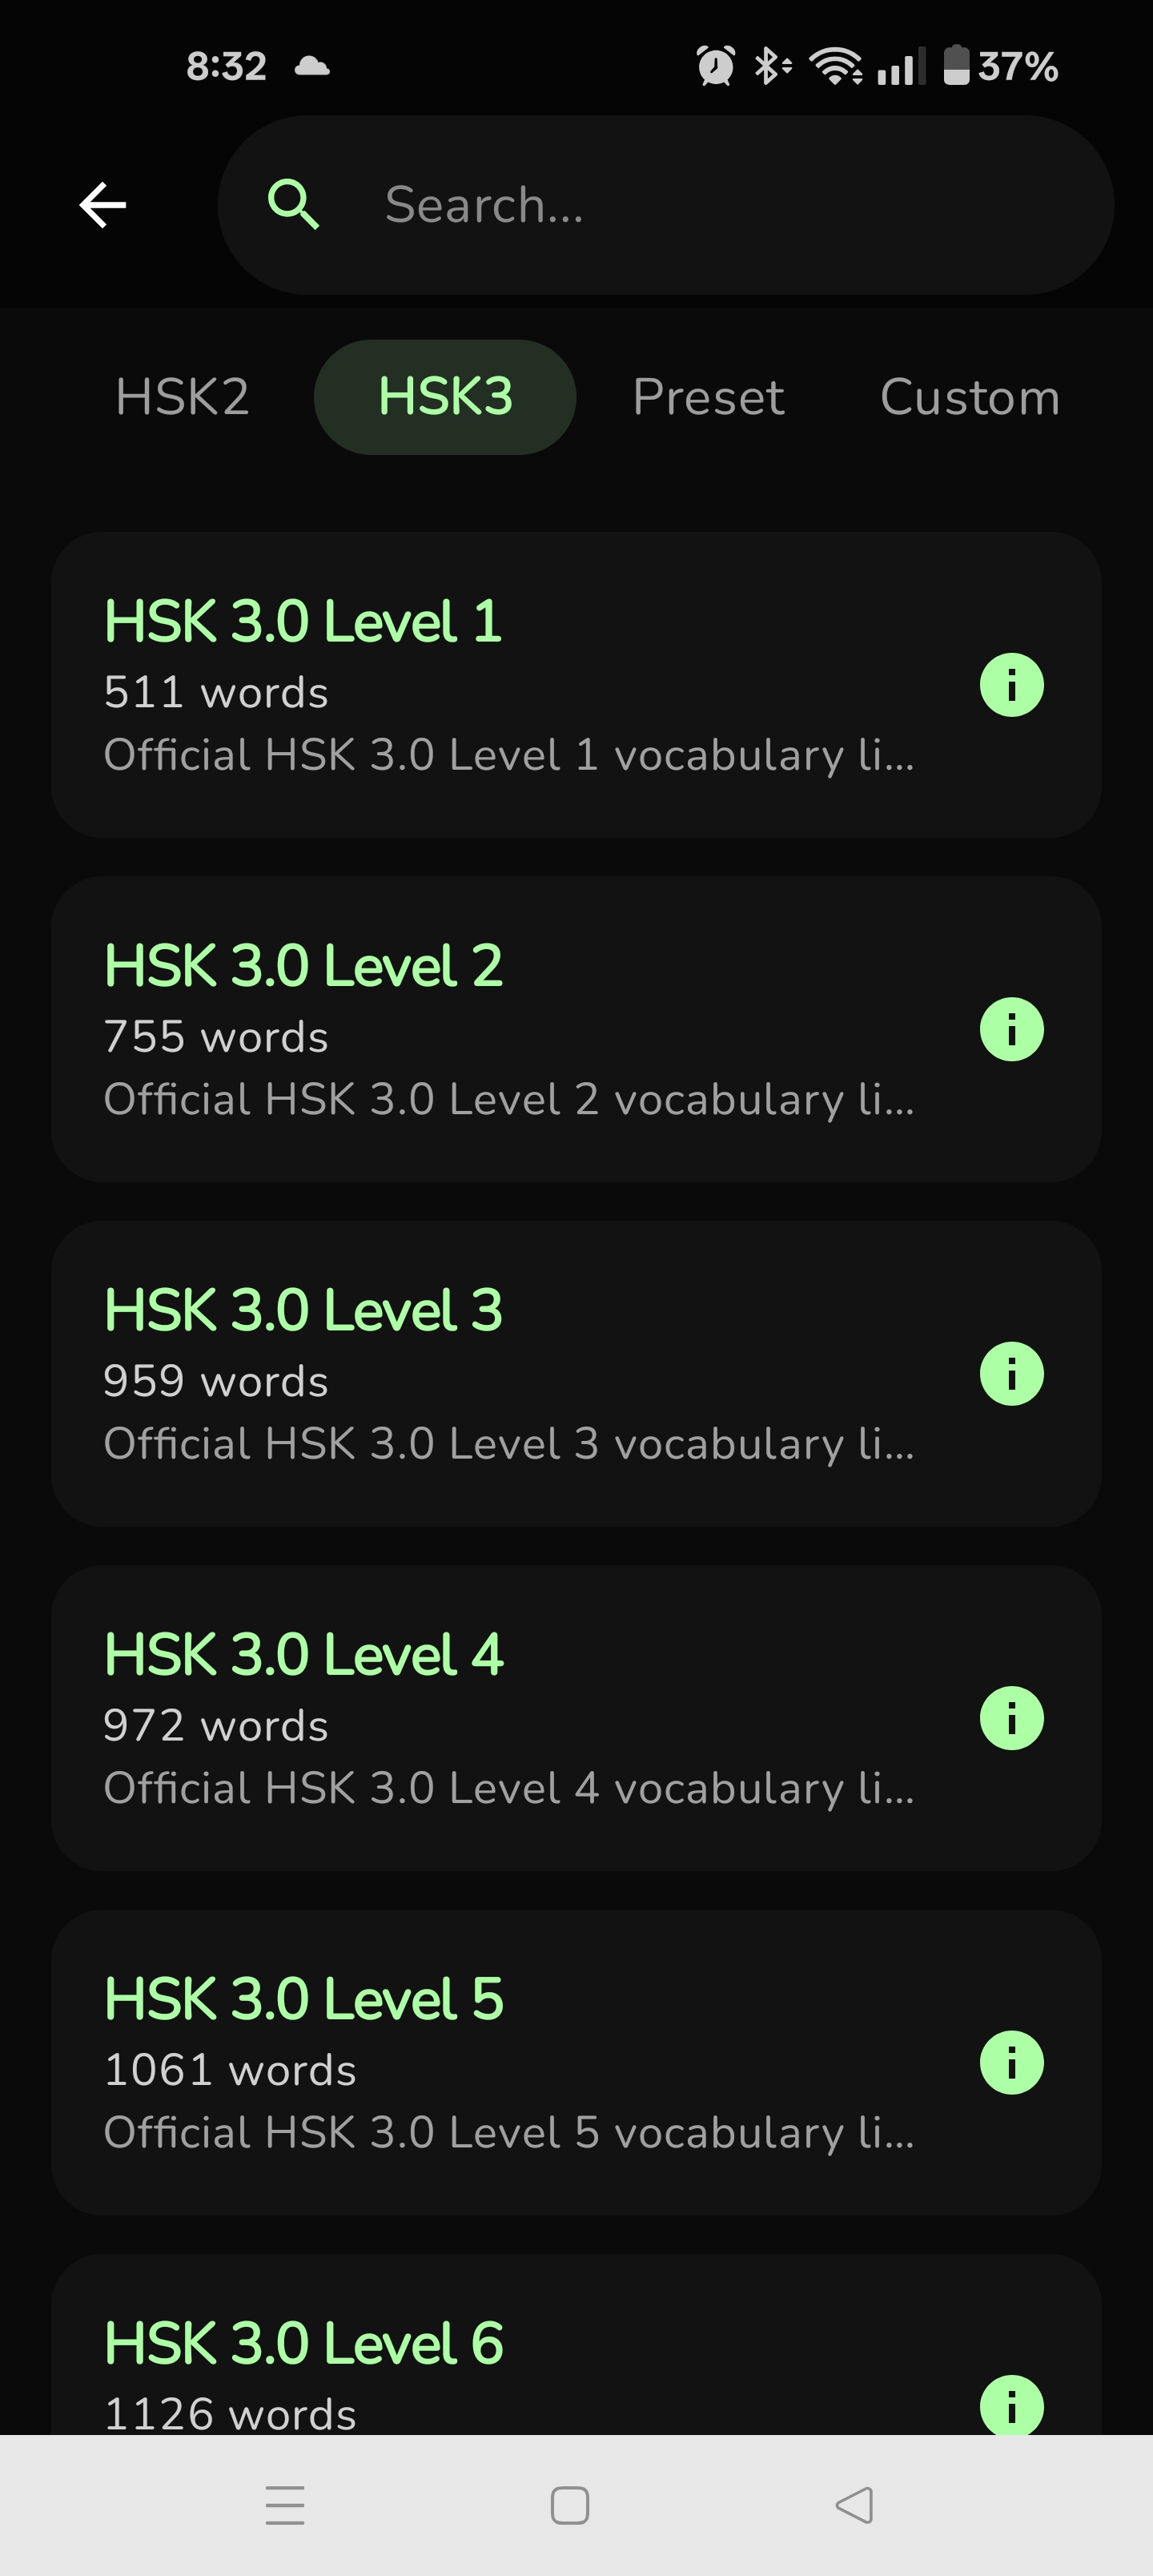 8:32
37%
Search...
HSK2 HSK3 Preset Custom
HSK 3.0 Level 1
511 words
Official HSK 3.0 Level 1 vocabulary li...
HSK 3.0 Level 2
755 words
Official HSK 3.0 Level 2 vocabulary li...
HSK 3.0 Level 3
959 words
Official HSK 3.0 Level 3 vocabulary li...
HSK 3.0 Level 4
972 words
Official HSK 3.0 Level 4 vocabulary li...
HSK 3.0 Level 5
1061 words
Official HSK 3.0 Level 5 vocabulary li...
HSK 3.0 Level 6
1126 words